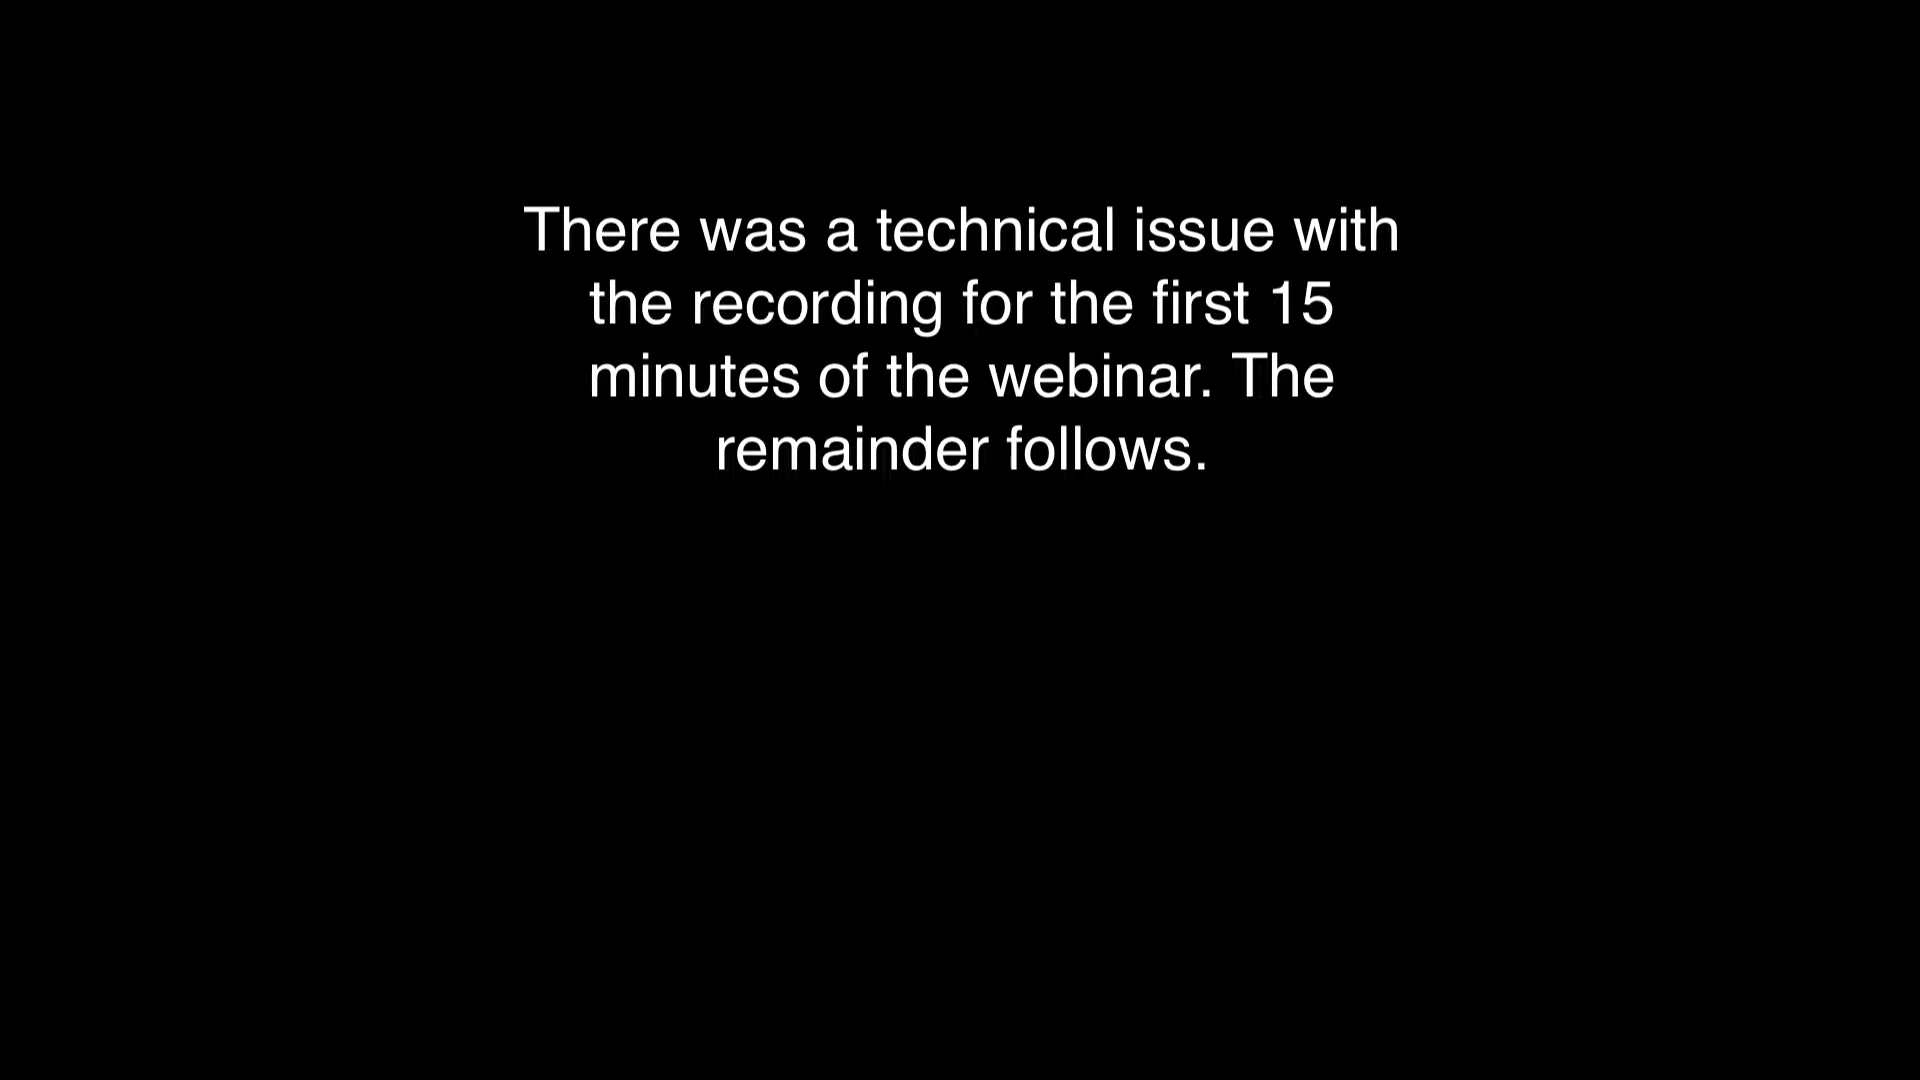 There was a technical issue with
the recording for the first 15
minutes of the webinar. The
remainder follows.